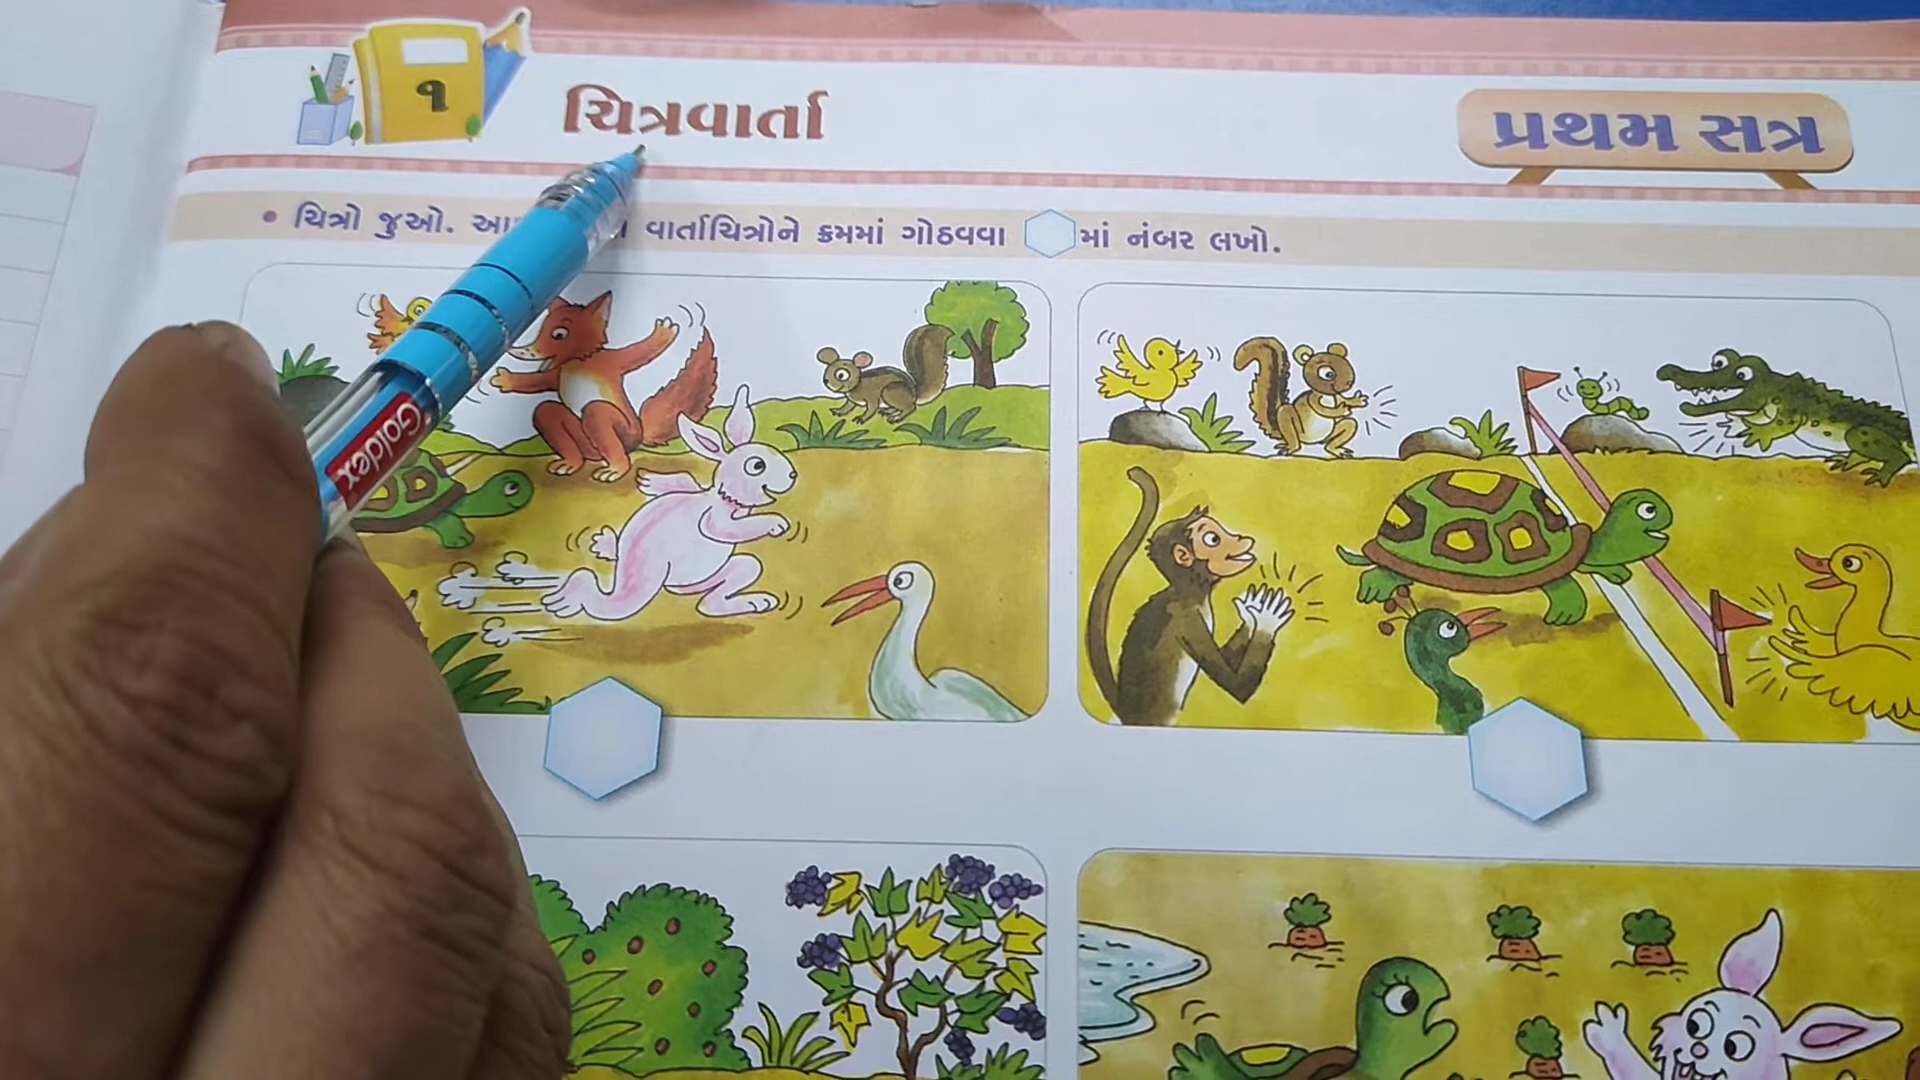 ૧
ચિત્રવાર્તા
પ્રથમ સત્ર
• ચિત્રો જુઓ. વાર્તાચિત્રોને ક્રમમાં ગોઠવવા માં નંબર લખો.
Goldex